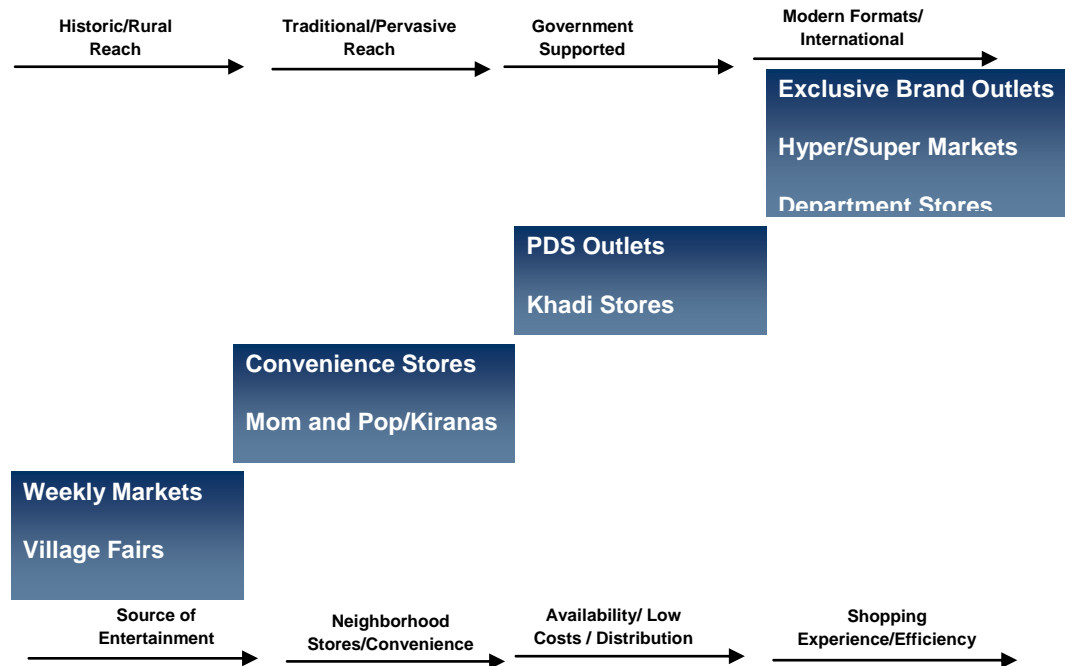 Historic/Rural
Reach
Traditional/Pervasive
Reach
Government
Supported
Modern Formats/
International
Exclusive Brand Outlets
Hyper/Super Markets
Department Stores
PDS Outlets
Khadi Stores
Convenience Stores
Mom and Pop/Kiranas
Weekly Markets
Village Fairs
Source of
Entertainment
Neighborhood
Stores/Convenience
Availability/ Low
Costs / Distribution
Shopping
Experience/Efficiency